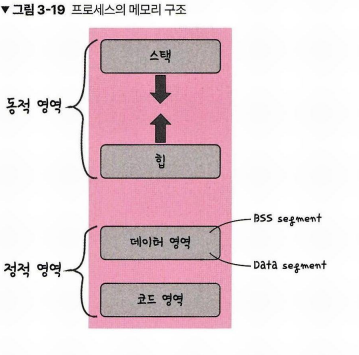 ▼ 그림 3-19 프로세스의 메모리 구조
스택
동적 영역
힙
BSS segment
데이터 영역
정적 영역
Data segment
코드 영역